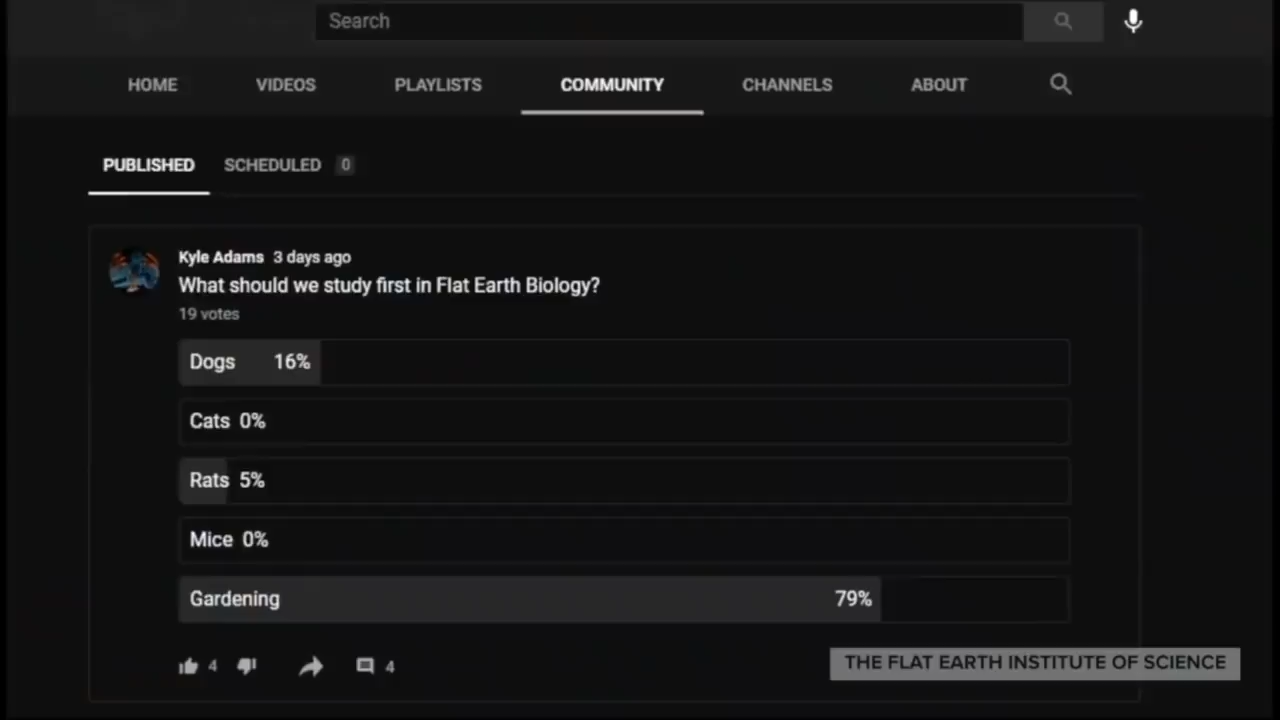 Search
HOME VIDEOS PLAYLISTS COMMUNITY CHANNELS ABOUT
PUBLISHED SCHEDULED 0
Kyle Adams 3 days ago
What should we study first in Flat Earth Biology?
19 votes
Dogs 16%
Cats 0%
Rats 5%
Mice 0%
Gardening 79%
4 4
THE FLAT EARTH INSTITUTE OF SCIENCE